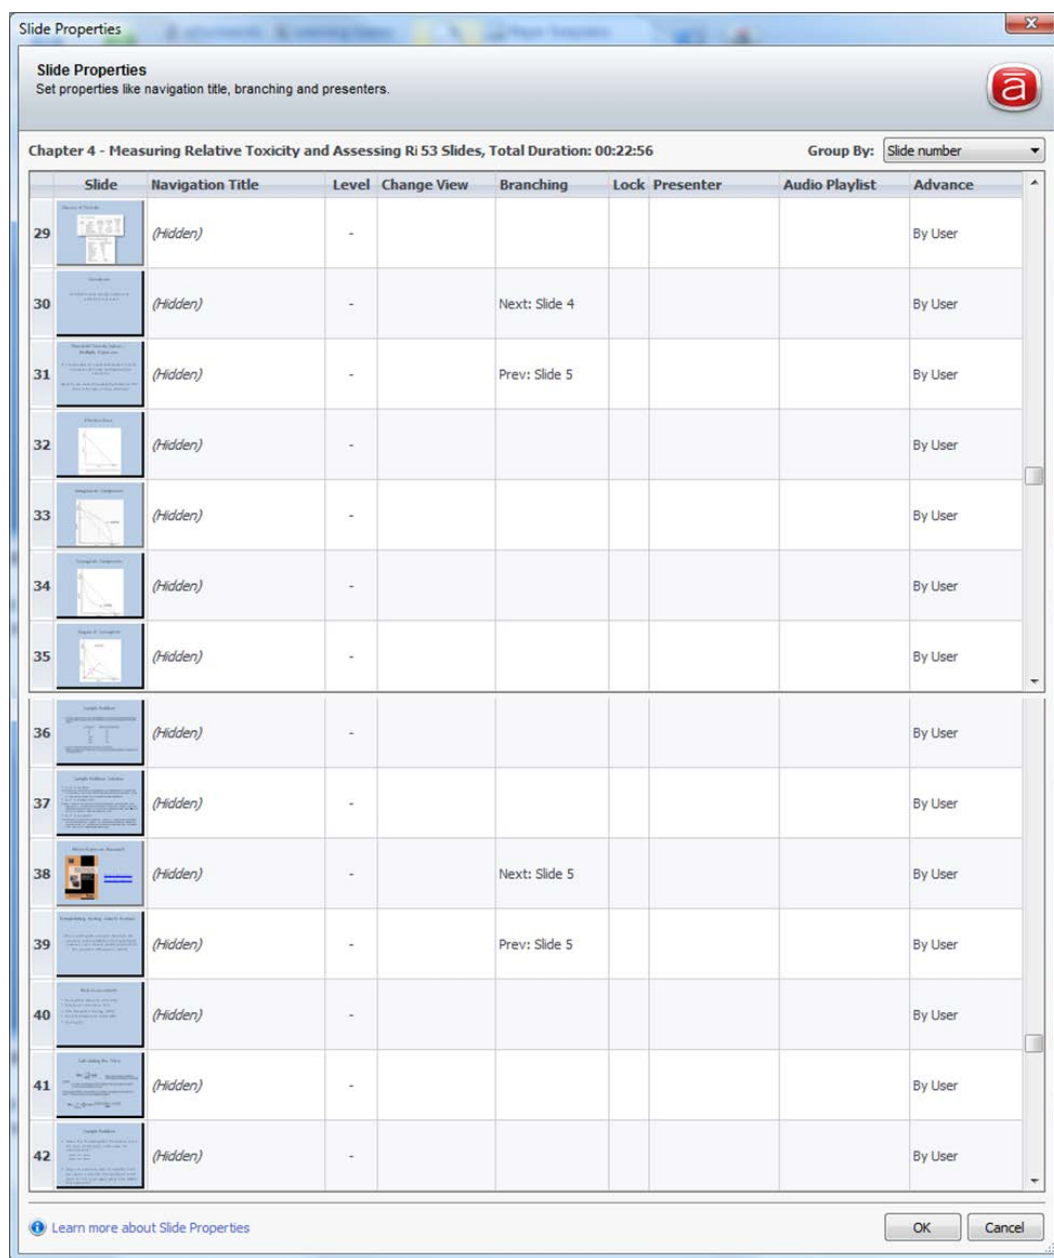 Slide Properties
Slide Properties
Set properties like navigation title, branching and presenters.
Chapter 4 - Measuring Relative Toxicity and Assessing Ri 53 Slides, Total Duration: 00:22:56 Group By: Slide number
Slide Navigation Title Level Change View Branching Lock Presenter Audio Playlist Advance
29 (Hidden) - By User
30 (Hidden) - Next: Slide 4 By User
31 (Hidden) - Prev: Slide 5 By User
32 (Hidden) - By User
33 (Hidden) - By User
34 (Hidden) - By User
35 (Hidden) - By User
36 (Hidden) - By User
Sample Problem
37 (Hidden) - By User
38 (Hidden) - Next: Slide 5 By User
39 (Hidden) - Prev: Slide 5 By User
40 (Hidden) - By User
41 (Hidden) - By User
42 (Hidden) - By User
Learn more about Slide Properties OK Cancel